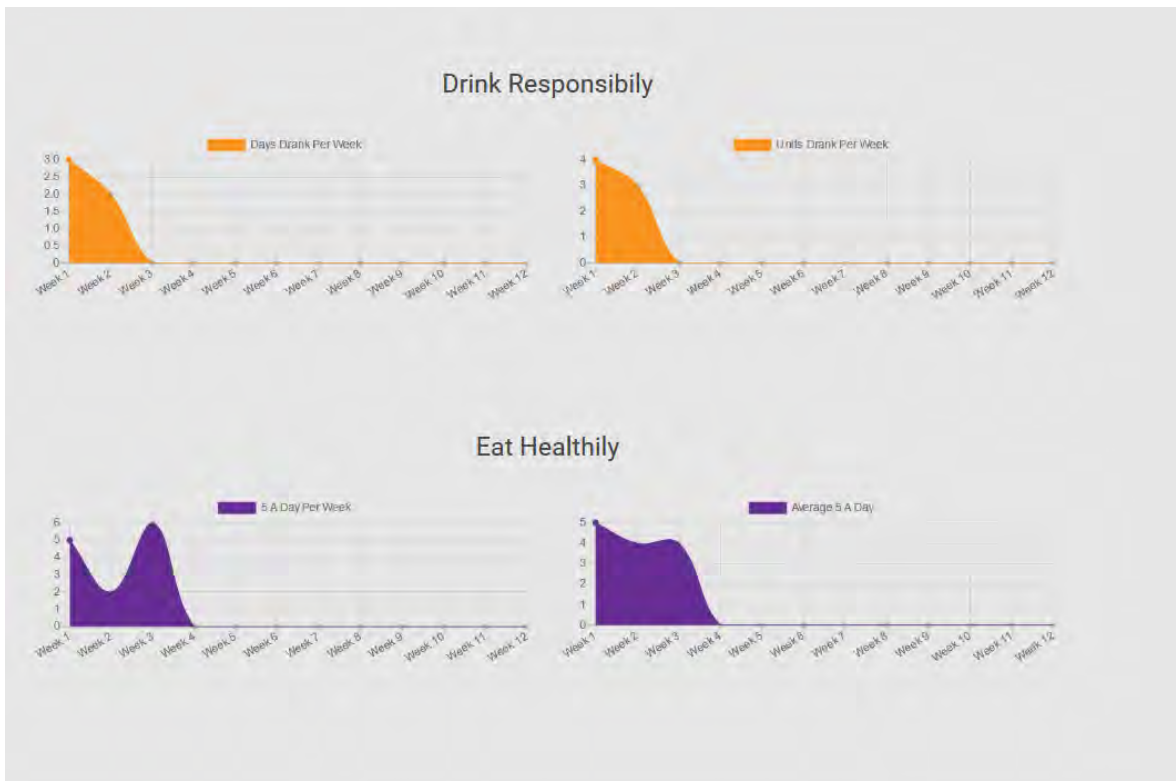 Drink Responsibily
Days Drank Per Week
3.0
2.5
2.0
1.5
1.0
0.5
0
Week 1 Week 2 Week 3 Week 4 Week 5 Week 6 Week 7 Week 8 Week 9 Week 10 Week 11 Week 12
Units Drank Per Week
4
3
2
1
0
Week 1 Week 2 Week 3 Week 4 Week 5 Week 6 Week 7 Week 8 Week 9 Week 10 Week 11 Week 12
Eat Healthily
5 A Day Per Week
6
5
4
3
2
1
0
Week 1 Week 2 Week 3 Week 4 Week 5 Week 6 Week 7 Week 8 Week 9 Week 10 Week 11 Week 12
Average 5 A Day
5
4
3
2
1
0
Week 1 Week 2 Week 3 Week 4 Week 5 Week 6 Week 7 Week 8 Week 9 Week 10 Week 11 Week 12